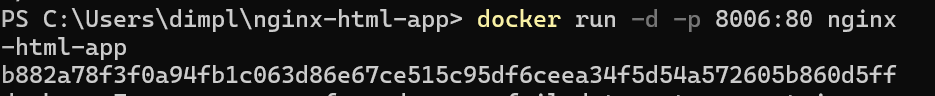 PS C:\Users\dimpl\nginx-html-app> docker run -d -p 8006:80 nginx
-html-app
b882a78f3f0a94fb1c063d86e67ce515c95df6ceea34f5d54a572605b860d5ff